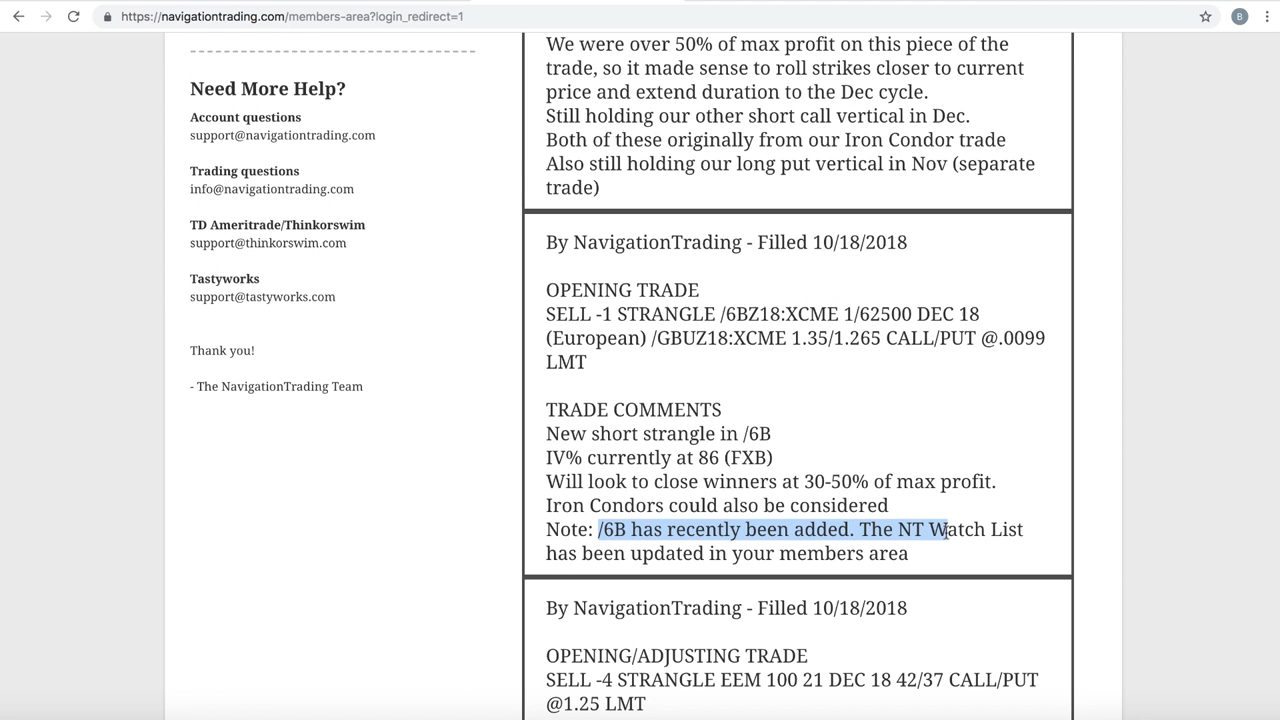 https://navigationtrading.com/members-area?login_redirect=1
B
Need More Help?
Account questions
support@navigationtrading.com
Trading questions
info@navigationtrading.com
TD Ameritrade/Thinkorswim
support@thinkorswim.com
Tastyworks
support@tastyworks.com
Thank you!
- The NavigationTrading Team
We were over 50% of max profit on this piece of the
trade, so it made sense to roll strikes closer to current
price and extend duration to the Dec cycle.
Still holding our other short call vertical in Dec.
Both of these originally from our Iron Condor trade
Also still holding our long put vertical in Nov (separate
trade)
By NavigationTrading - Filled 10/18/2018
OPENING TRADE
SELL -1 STRANGLE /6BZ18:XCME 1/62500 DEC 18
(European) /GBUZ18:XCME 1.35/1.265 CALL/PUT @.0099
LMT
TRADE COMMENTS
New short strangle in /6B
IV% currently at 86 (FXB)
Will look to close winners at 30-50% of max profit.
Iron Condors could also be considered
Note: /6B has recently been added. The NT Watch List
has been updated in your members area
By NavigationTrading - Filled 10/18/2018
OPENING/ADJUSTING TRADE
SELL -4 STRANGLE EEM 100 21 DEC 18 42/37 CALL/PUT
@1.25 LMT